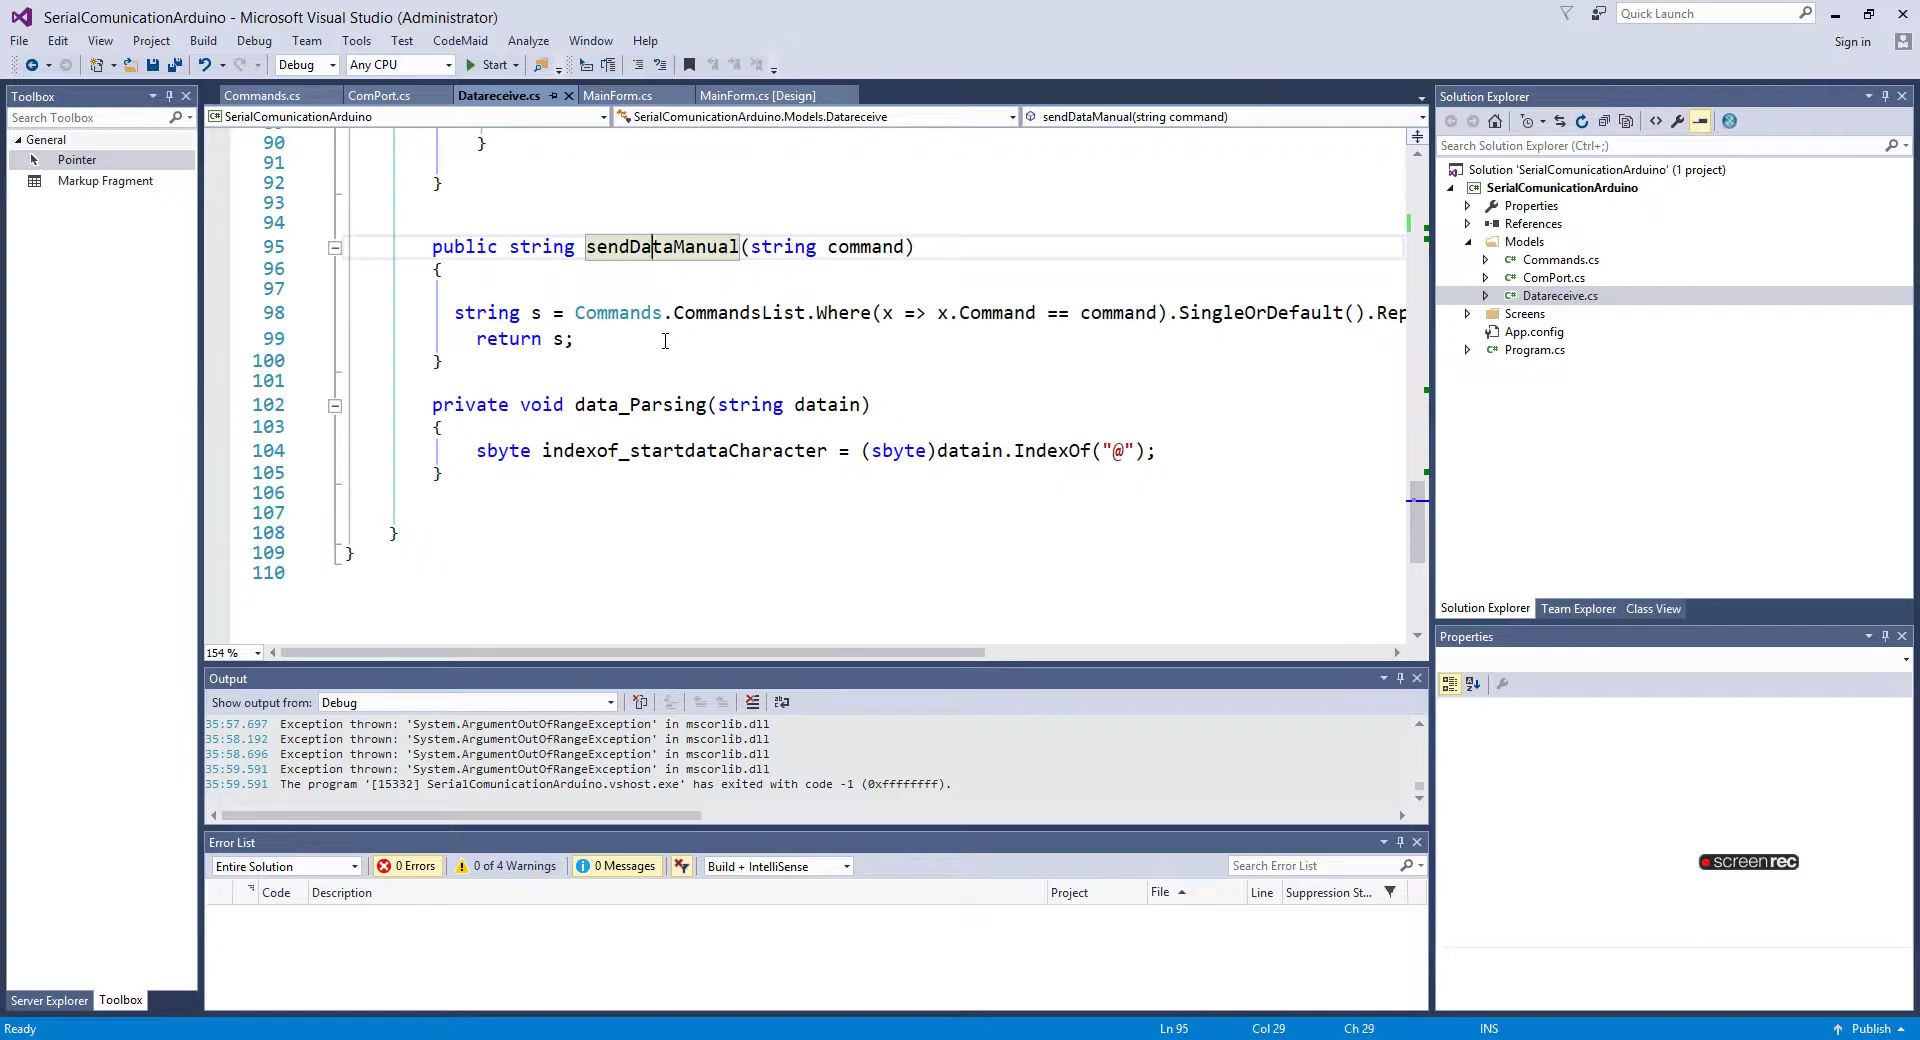 SerialComunicationArduino - Microsoft Visual Studio (Administrator)
Quick Launch
File Edit View Project Build Debug Team Tools Test CodeMaid Analyze Window Help
Sign in
Debug Any CPU Start
Toolbox
Search Toolbox
General
Pointer
Markup Fragment
Server Explorer Toolbox
Commands.cs ComPort.cs Datareceive.cs MainForm.cs MainForm.cs [Design]
SerialComunicationArduino SerialComunicationArduino.Models.Datareceive sendDataManual(string command)
90 }
91
92 }
93
94
95 public string sendDataManual(string command)
96 {
97
98 string s = Commands.CommandsList.Where(x => x.Command == command).SingleOrDefault().Rep
99 return s;
100 }
101
102 private void data_Parsing(string datain)
103 {
104 sbyte indexof_startdataCharacter = (sbyte)datain.IndexOf("@");
105 }
106
107
108 }
109 }
110
154 %
Output
Show output from: Debug
35:57.697 Exception thrown: 'System.ArgumentOutOfRangeException' in mscorlib.dll
35:58.192 Exception thrown: 'System.ArgumentOutOfRangeException' in mscorlib.dll
35:58.696 Exception thrown: 'System.ArgumentOutOfRangeException' in mscorlib.dll
35:59.591 Exception thrown: 'System.ArgumentOutOfRangeException' in mscorlib.dll
35:59.591 The program '[15332] SerialComunicationArduino.vshost.exe' has exited with code -1 (0xffffffff).
Error List
Entire Solution 0 Errors 0 of 4 Warnings 0 Messages Build + IntelliSense Search Error List
Code Description Project File Line Suppression St...
Solution Explorer
Search Solution Explorer (Ctrl+;)
Solution 'SerialComunicationArduino' (1 project)
SerialComunicationArduino
Properties
References
Models
Commands.cs
ComPort.cs
Datareceive.cs
Screens
App.config
Program.cs
Solution Explorer Team Explorer Class View
Properties
screenrec
Ready Ln 95 Col 29 Ch 29 INS Publish